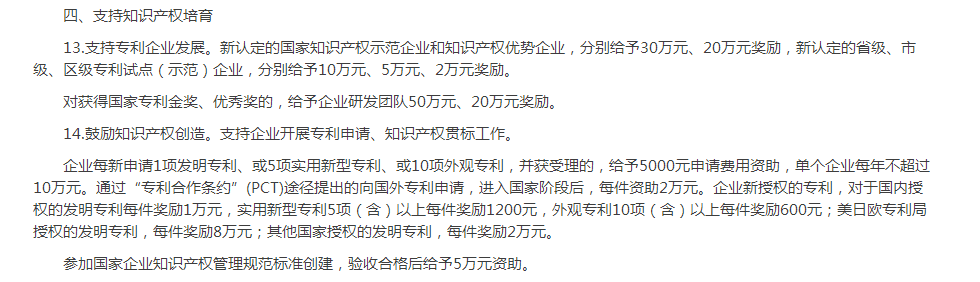 四、支持知识产权培育
13.支持专利企业发展。新认定的国家知识产权示范企业和知识产权优势企业，分别给予30万元、20万元奖励，新认定的省级、市
级、区级专利试点（示范）企业，分别给予10万元、5万元、2万元奖励。
对获得国家专利金奖、优秀奖的，给予企业研发团队50万元、20万元奖励。
14.鼓励知识产权创造。支持企业开展专利申请、知识产权贯标工作。
企业每新申请1项发明专利、或5项实用新型专利、或10项外观专利，并获受理的，给予5000元申请费用资助，单个企业每年不超过
10万元。通过“专利合作条约”(PCT)途径提出的向国外专利申请，进入国家阶段后，每件资助2万元。企业新授权的专利，对于国内授
权的发明专利每件奖励1万元，实用新型专利5项（含）以上每件奖励1200元，外观专利10项（含）以上每件奖励600元；美日欧专利局
授权的发明专利，每件奖励8万元；其他国家授权的发明专利，每件奖励2万元。
参加国家企业知识产权管理规范标准创建，验收合格后给予5万元资助。